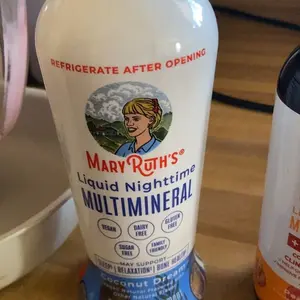 REFRIGERATE AFTER OPENING
MARY RUTH'S®
Liquid Nighttime
MULTIMINERAL
VEGAN
DAIRY FREE
GLUTEN FREE
SUGAR FREE
FAMILY FRIENDLY
MAY SUPPORT
RELAXATION
BONE HEALTH
Coconut Dream